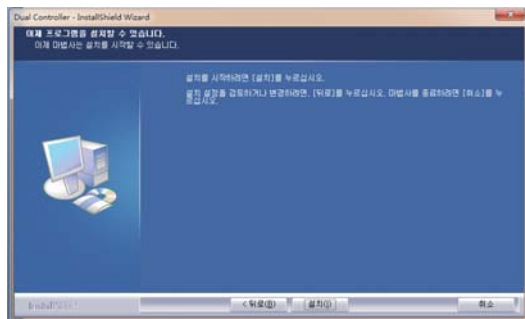 Dual Controller - InstallShield Wizard
이제 프로그램을 설치할 수 있습니다.
이제 마법사는 설치를 시작할 수 있습니다.
설치를 시작하려면 [설치]를 누르십시오.
설치 설정을 검토하거나 변경하려면, [뒤로]를 누르십시오. 마법사를 종료하려면 [취소]를 누
르십시오.
InstallShield
< 뒤로(B)
설치(I)
취소